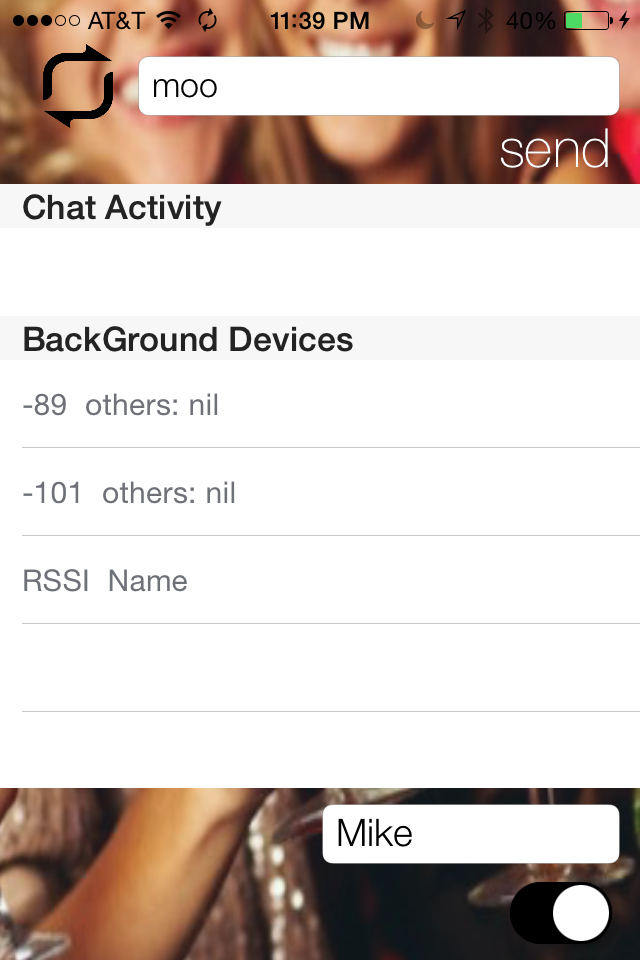 AT&T 11:39 PM 40%
moo
send
Chat Activity
BackGround Devices
-89 others: nil
-101 others: nil
RSSI Name
Mike